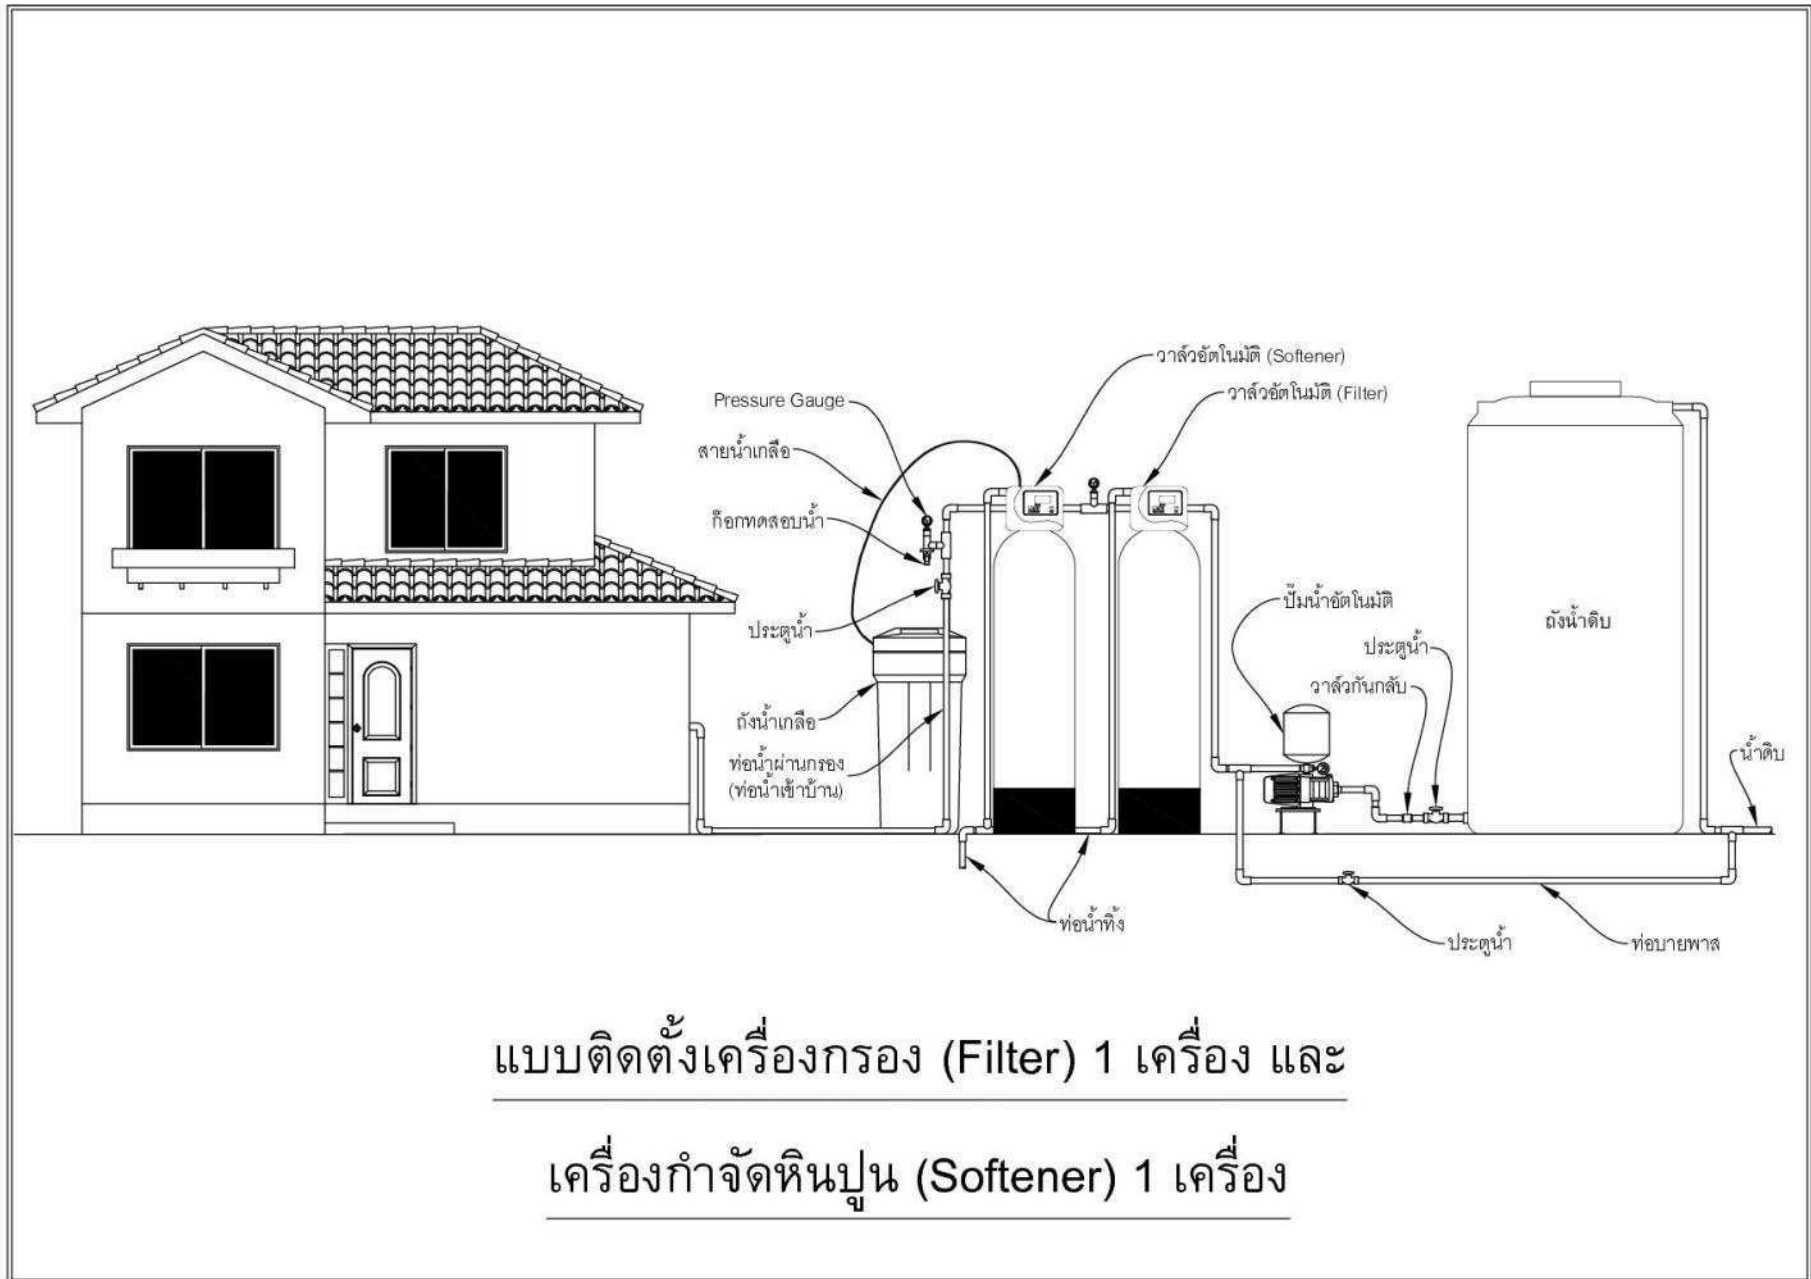 วาล์วอัตโนมัติ (Softener)
วาล์วอัตโนมัติ (Filter)
Pressure Gauge
สายน้ำเกลือ
ก็อกทดสอบน้ำ
ประตูน้ำ
ถังน้ำเกลือ
ท่อน้ำผ่านกรอง
(ท่อน้ำเข้าบ้าน)
ปั๊มน้ำอัตโนมัติ
ถังน้ำดิบ
ประตูน้ำ
วาล์วกันกลับ
น้ำดิบ
ท่อน้ำทิ้ง
ประตูน้ำ
ท่อบายพาส
แบบติดตั้งเครื่องกรอง (Filter) 1 เครื่อง และ
เครื่องกำจัดหินปูน (Softener) 1 เครื่อง